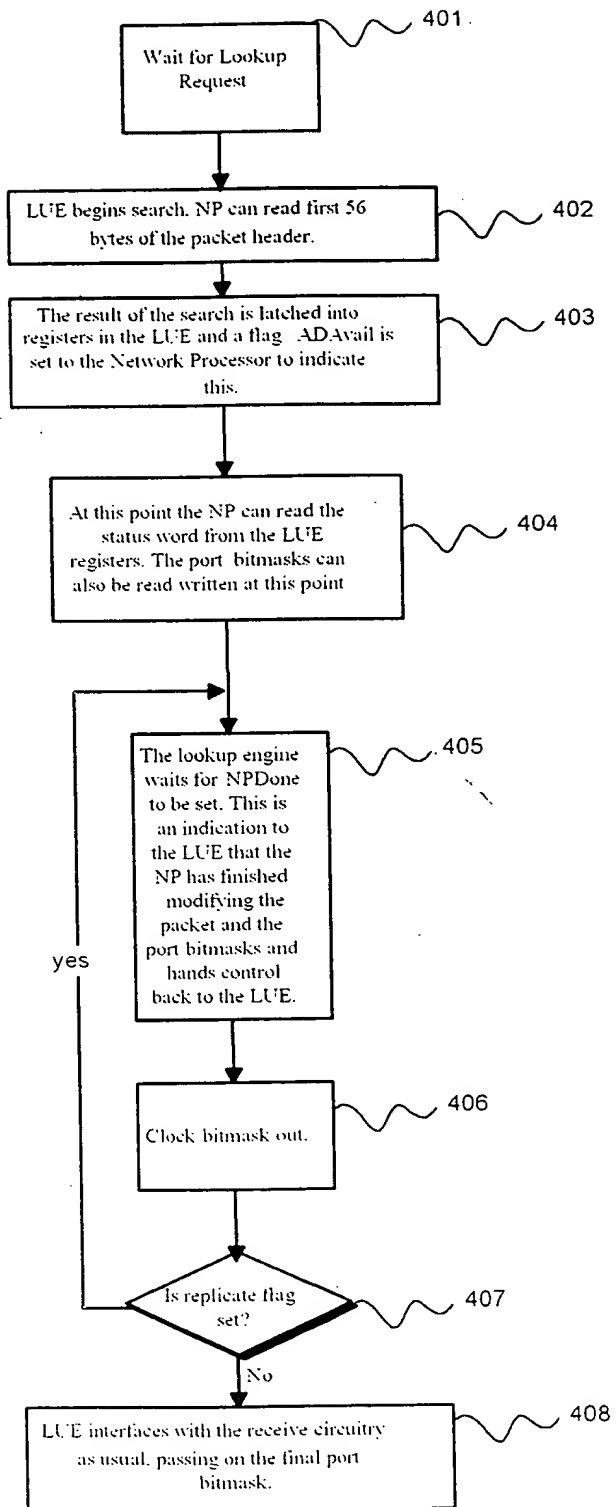 401
Wait for Lookup
Request
LUE begins search. NP can read first 56
bytes of the packet header.
402
The result of the search is latched into
registers in the LUE and a flag ADAvail is
set to the Network Processor to indicate
this.
403
At this point the NP can read the
status word from the LUE
registers. The port bitmasks can
also be read written at this point
404
The lookup engine
waits for NPDone
to be set. This is
an indication to
the LUE that the
NP has finished
modifying the
packet and the
port bitmasks and
hands control
back to the LUE.
405
yes
Clock bitmask out.
406
Is replicate flag
set?
407
No
LUE interfaces with the receive circuitry
as usual, passing on the final port
bitmask.
408